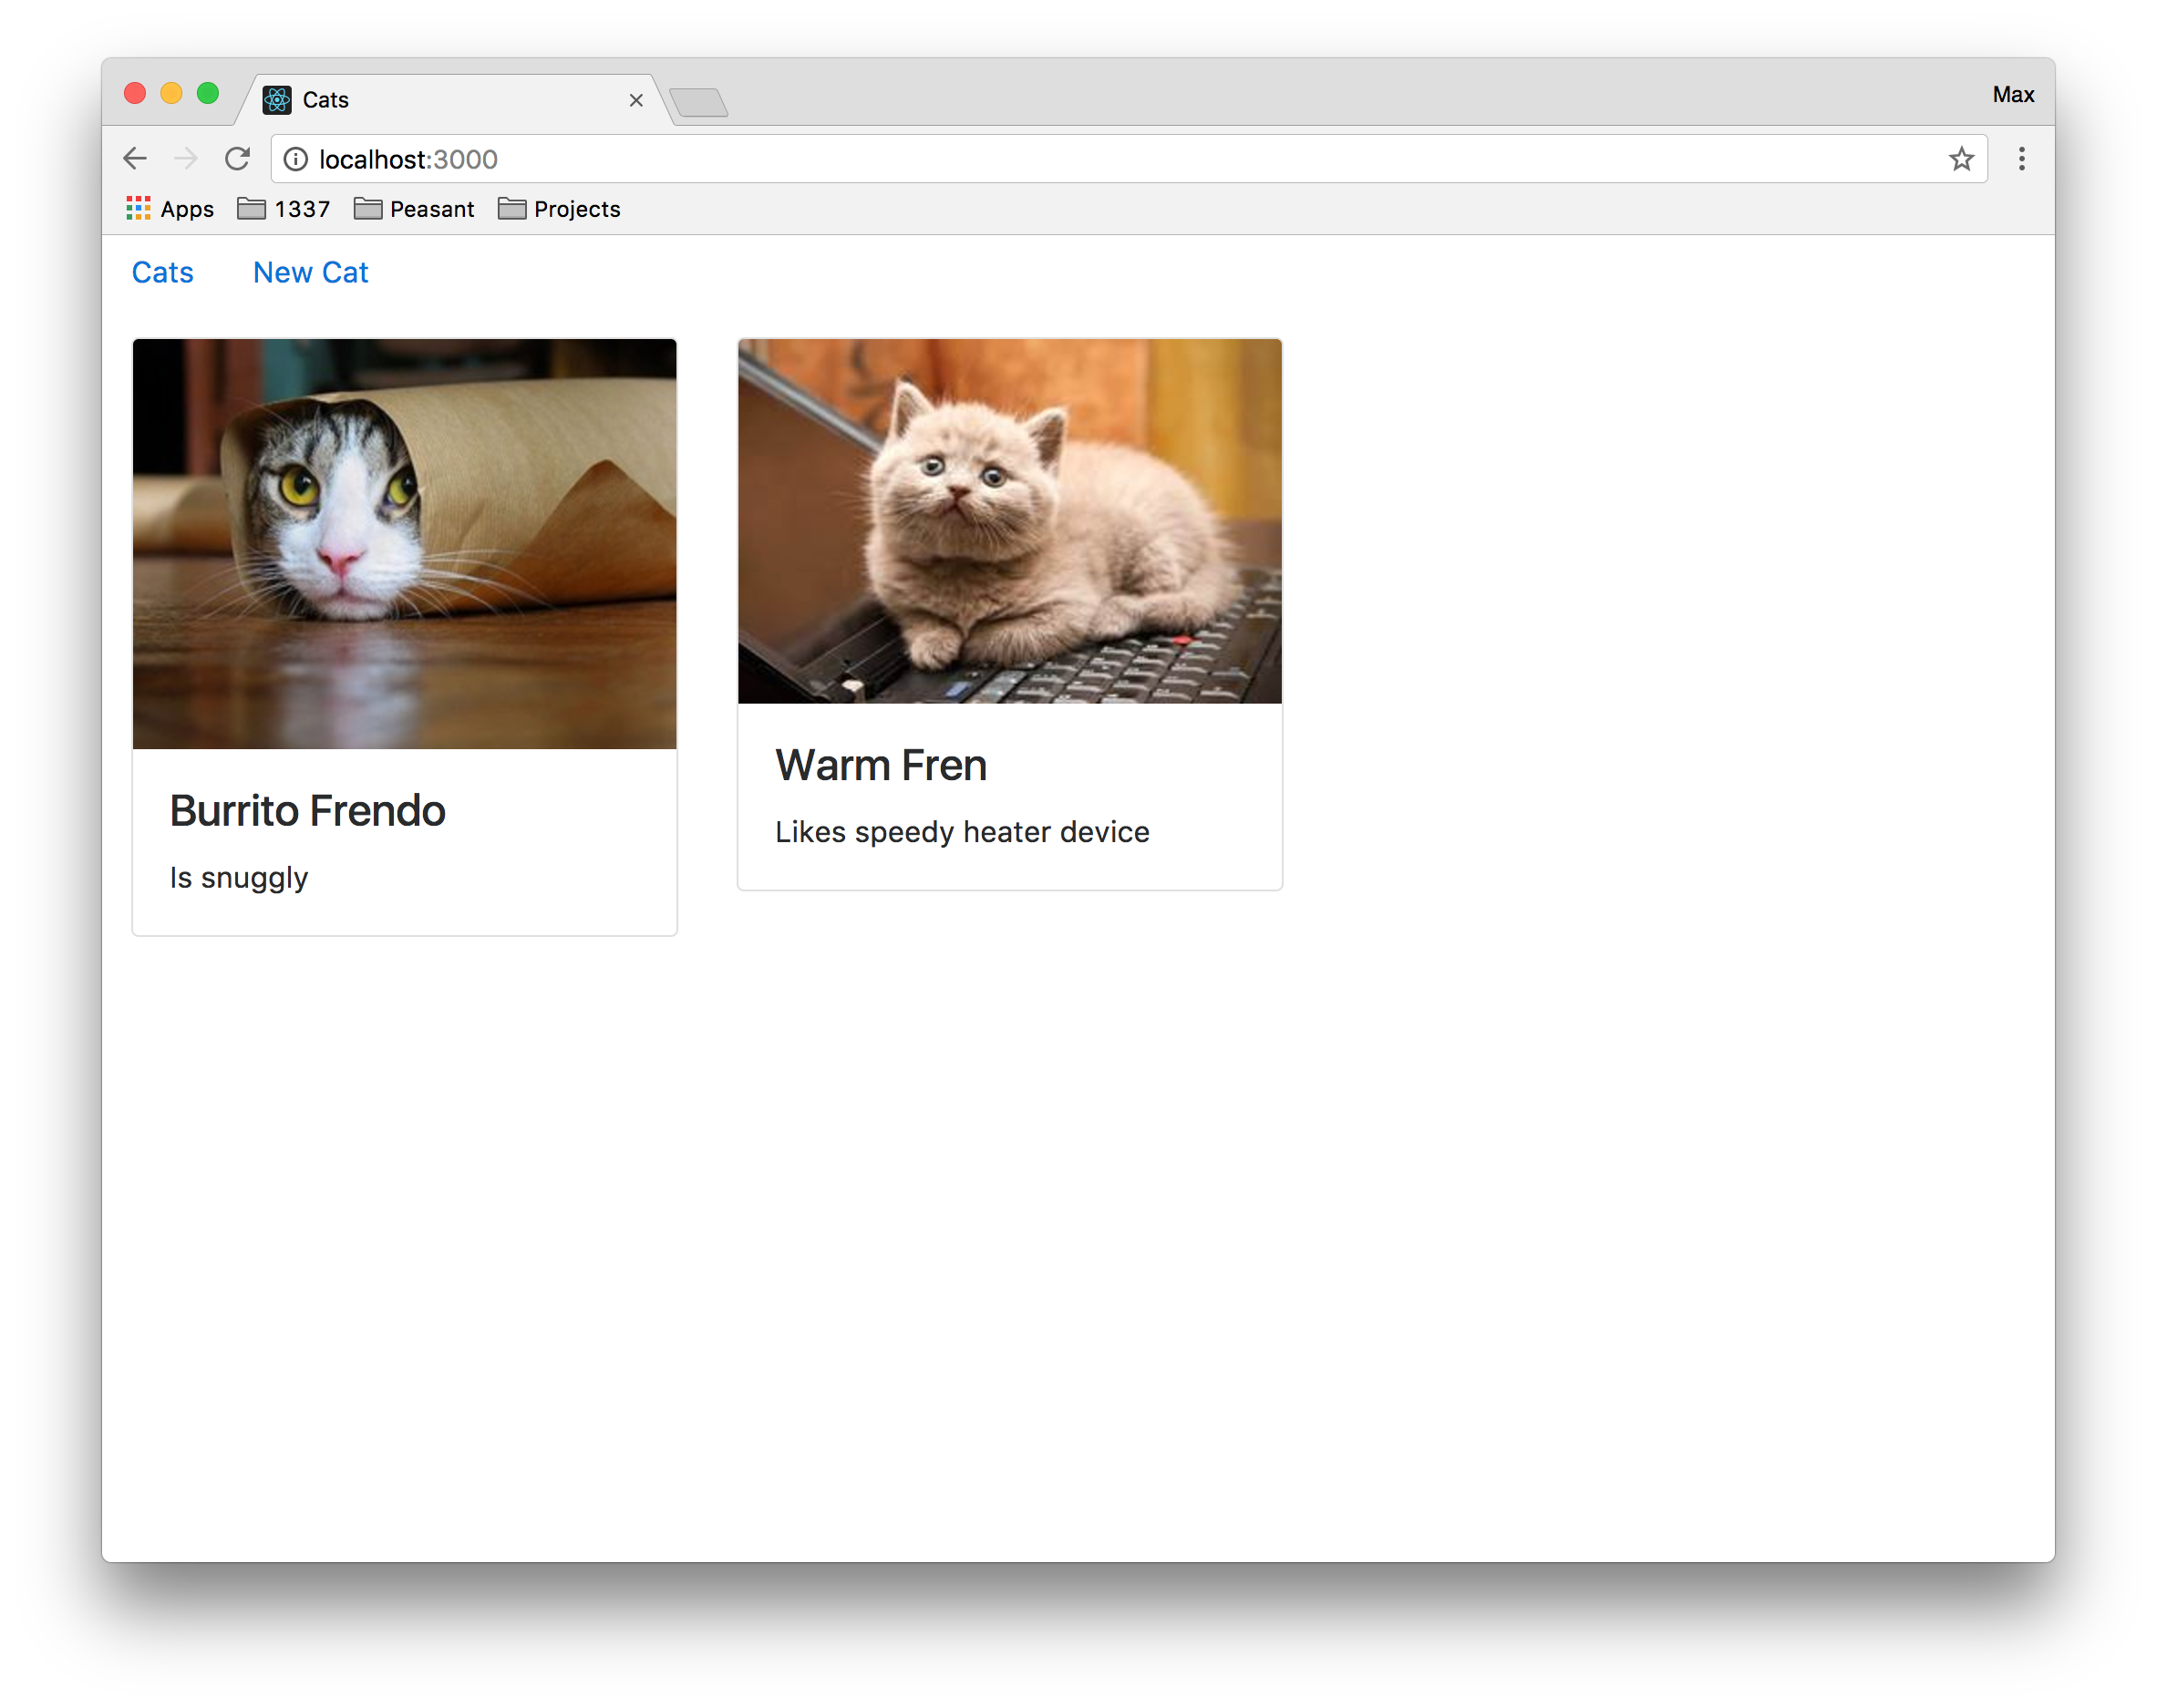 Cats
Max
localhost:3000
Apps 1337 Peasant Projects
Cats New Cat
Burrito Frendo
Is snuggly
Warm Fren
Likes speedy heater device